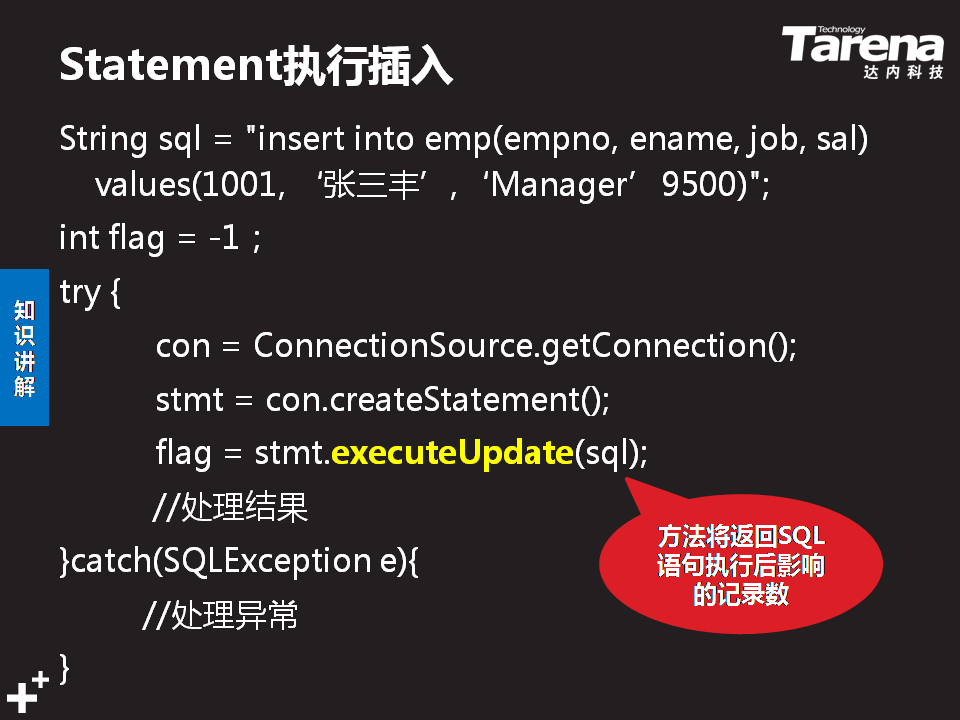 Technology
Tarena
达内科技
Statement执行插入
String sql = "insert into emp(empno, ename, job, sal)
values(1001, ‘张三丰’, ‘Manager’ 9500)";
int flag = -1 ;
try {
知识讲解
con = ConnectionSource.getConnection();
stmt = con.createStatement();
flag = stmt.executeUpdate(sql);
//处理结果
方法将返回SQL
语句执行后影响
的记录数
}catch(SQLException e){
//处理异常
}